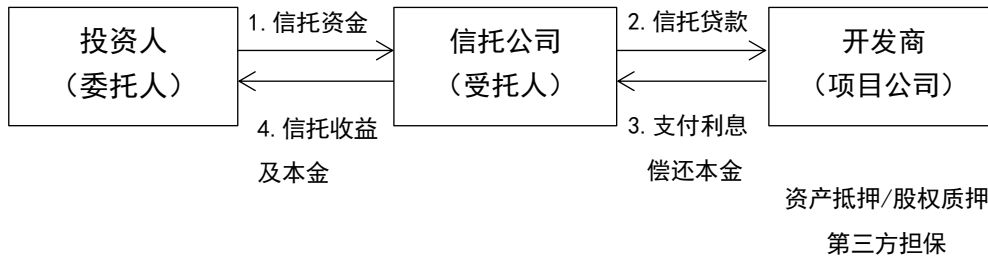 投资人
（委托人）
1.信托资金
4.信托收益
及本金
信托公司
（受托人）
2.信托贷款
3.支付利息
偿还本金
开发商
（项目公司）
资产抵押/股权质押
第三方担保